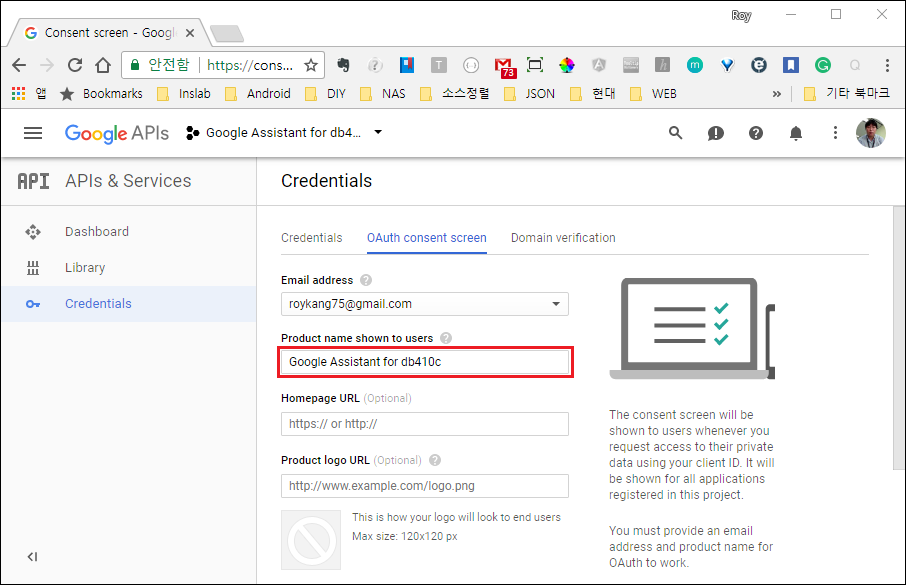 Roy
Consent screen - Googl
안전함 https://cons...
73
앱 Bookmarks Inslab Android DIY NAS 소스정렬 JSON 현대 WEB » 기타 북마크
Google APIs Google Assistant for db4...
API APIs & Services
Credentials
Dashboard
Library
Credentials
Credentials OAuth consent screen Domain verification
Email address
roykang75@gmail.com
Product name shown to users
Google Assistant for db410c
Homepage URL (Optional)
https:// or http://
Product logo URL (Optional)
http://www.example.com/logo.png
This is how your logo will look to end users
Max size: 120x120 px
The consent screen will be
shown to users whenever you
request access to their private
data using your client ID. It will
be shown for all applications
registered in this project.
You must provide an email
address and product name for
OAuth to work.